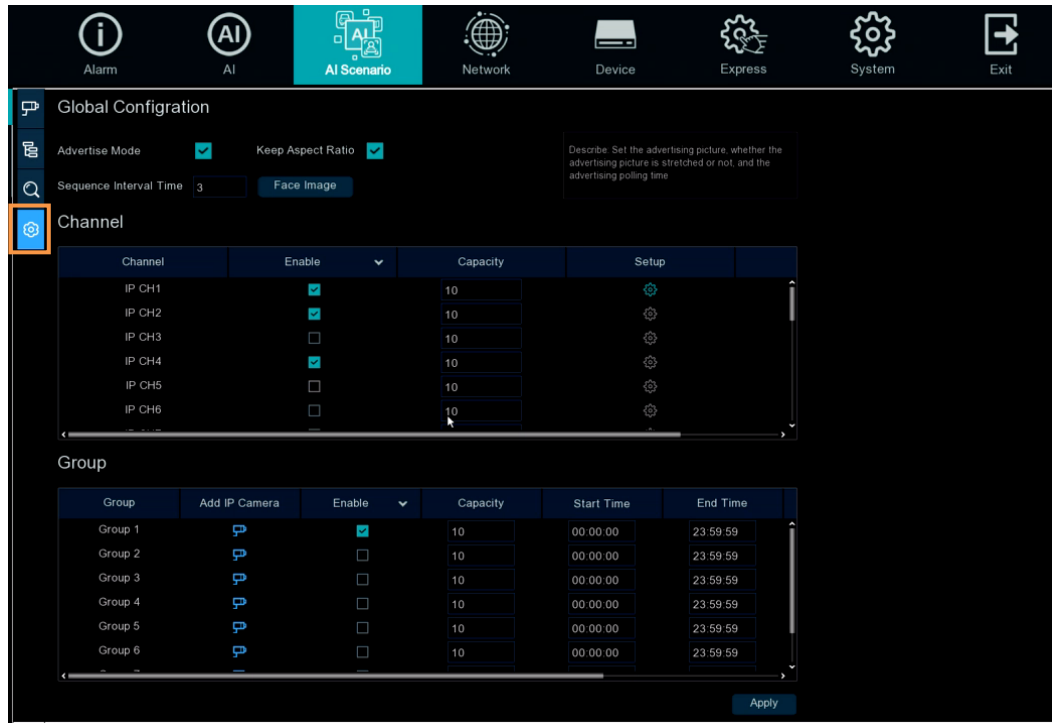 Alarm AI AI Scenario Network Device Express System Exit
Global Configration
Advertise Mode Keep Aspect Ratio
Describe: Set the advertising picture, whether the
advertising picture is stretched or not, and the
advertising polling time
Sequence Interval Time 3 Face Image
Channel
Channel Enable Capacity Setup
IP CH1 10
IP CH2 10
IP CH3 10
IP CH4 10
IP CH5 10
IP CH6 10
Group
Group Add IP Camera Enable Capacity Start Time End Time
Group 1 10 00:00:00 23:59:59
Group 2 10 00:00:00 23:59:59
Group 3 10 00:00:00 23:59:59
Group 4 10 00:00:00 23:59:59
Group 5 10 00:00:00 23:59:59
Group 6 10 00:00:00 23:59:59
Apply